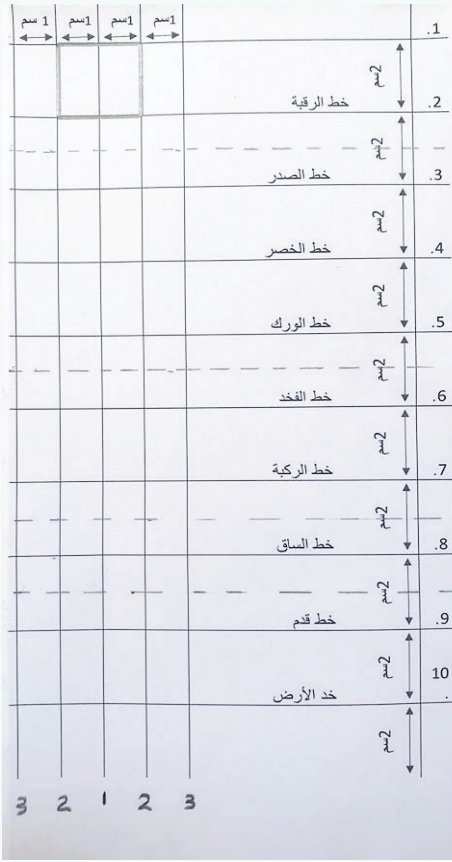 1 سم 1سم 1سم 1سم
1.
2سم
خط الرقبة 2.
2سم
خط الصدر 3.
2سم
خط الخصر 4.
2سم
خط الورك 5.
2سم
خط الفخد 6.
2سم
خط الركبة 7.
2سم
خط الساق 8.
2سم
خط قدم 9.
2سم
خد الأرض 10.
2سم
3 2 1 2 3